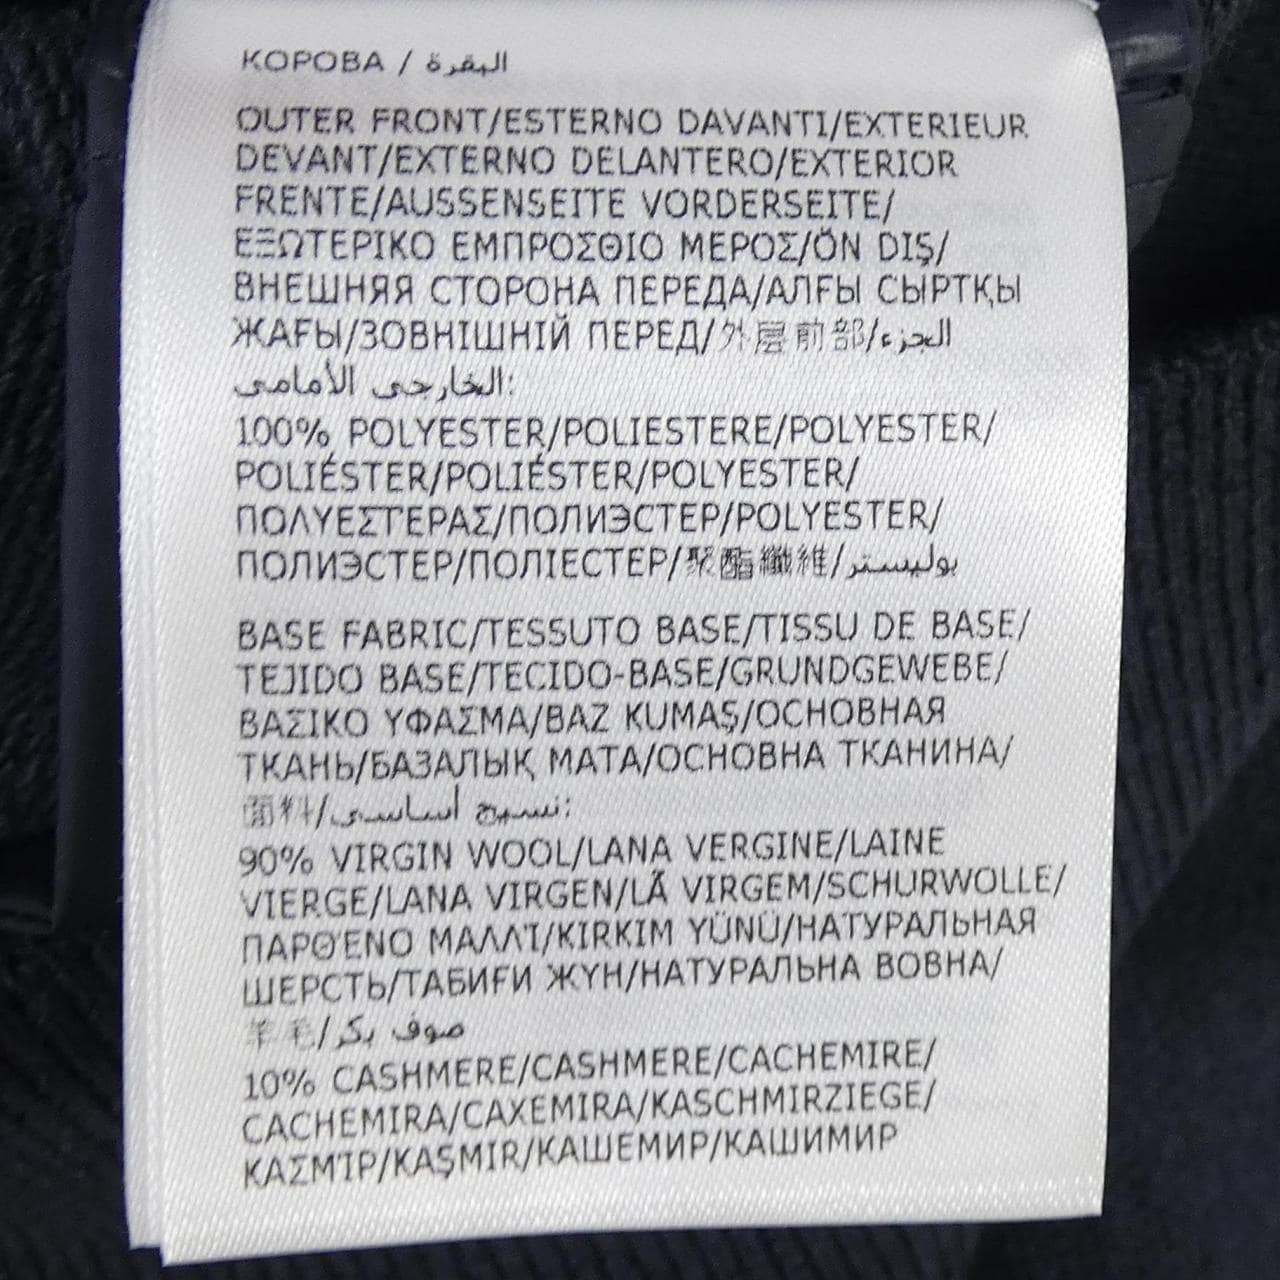 КОРОВА / البقرة
OUTER FRONT/ESTERNO DAVANTI/EXTERIEUR
DEVANT/EXTERNO DELANTERO/EXTERIOR
FRENTE/AUSSENSEITE VORDERSEITE/
ΕΞΩΤΕΡΙΚΟ ΕΜΠΡΟΣΘΙΟ ΜΕΡΟΣ/ÖN DIŞ/
ВНЕШНЯЯ СТОРОНА ПЕРЕДА/АЛҒЫ СЫРТҚЫ
ЖАҒЫ/ЗОВНІШНІЙ ПЕРЕД/外层前部/الجزء
الخارجي الأمامي:
100% POLYESTER/POLIESTERE/POLYESTER/
POLIÉSTER/POLIÉSTER/POLYESTER/
ΠΟΛΥΕΣΤΕΡΑΣ/ПОЛИЭСТЕР/POLYESTER/
ПОЛИЭСТЕР/ПОЛІЕСТЕР/聚酯纖維/بوليستر
BASE FABRIC/TESSUTO BASE/TISSU DE BASE/
TEJIDO BASE/TECIDO-BASE/GRUNDGEWEBE/
ΒΑΣΙΚΟ ΥΦΑΣΜΑ/BAZ KUMAŞ/ОСНОВНАЯ
ТКАНЬ/БАЗАЛЫҚ МАТА/ОСНОВНА ТКАНИНА/
面料/نسيج أساسي:
90% VIRGIN WOOL/LANA VERGINE/LAINE
VIERGE/LANA VIRGEN/LÃ VIRGEM/SCHURWOLLE/
ΠΑΡΘΈΝΟ ΜΑΛΛΊ/KIRKIM YÜNÜ/НАТУРАЛЬНАЯ
ШЕРСТЬ/ТАБИҒИ ЖҮН/НАТУРАЛЬНА ВОВНА/
羊毛/صوف بكر
10% CASHMERE/CASHMERE/CACHEMIRE/
CACHEMIRA/CAXEMIRA/KASCHMIRZIEGE/
ΚΑΣΜΊΡ/KAŞMIR/КАШЕМИР/КАШИМИР